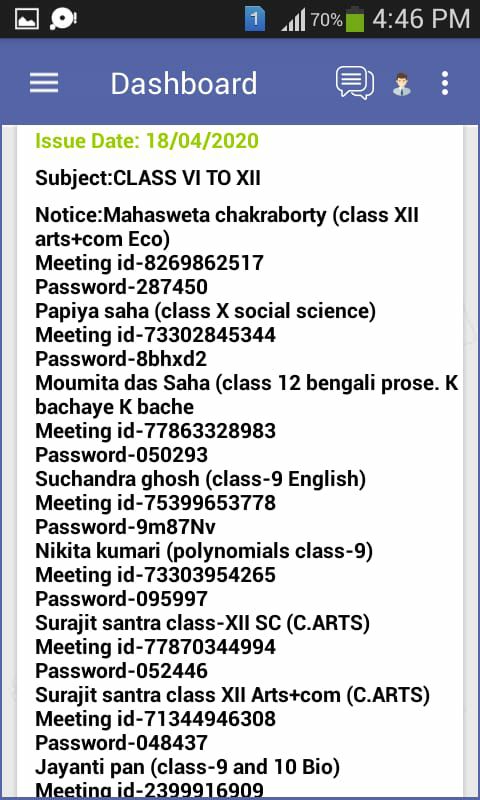 1 70% 4:46 PM
Dashboard
Issue Date: 18/04/2020
Subject:CLASS VI TO XII
Notice:Mahasweta chakraborty (class XII
arts+com Eco)
Meeting id-8269862517
Password-287450
Papiya saha (class X social science)
Meeting id-73302845344
Password-8bhxd2
Moumita das Saha (class 12 bengali prose. K
bachaye K bache
Meeting id-77863328983
Password-050293
Suchandra ghosh (class-9 English)
Meeting id-75399653778
Password-9m87Nv
Nikita kumari (polynomials class-9)
Meeting id-73303954265
Password-095997
Surajit santra class-XII SC (C.ARTS)
Meeting id-77870344994
Password-052446
Surajit santra class XII Arts+com (C.ARTS)
Meeting id-71344946308
Password-048437
Jayanti pan (class-9 and 10 Bio)
Meeting id-2399916909